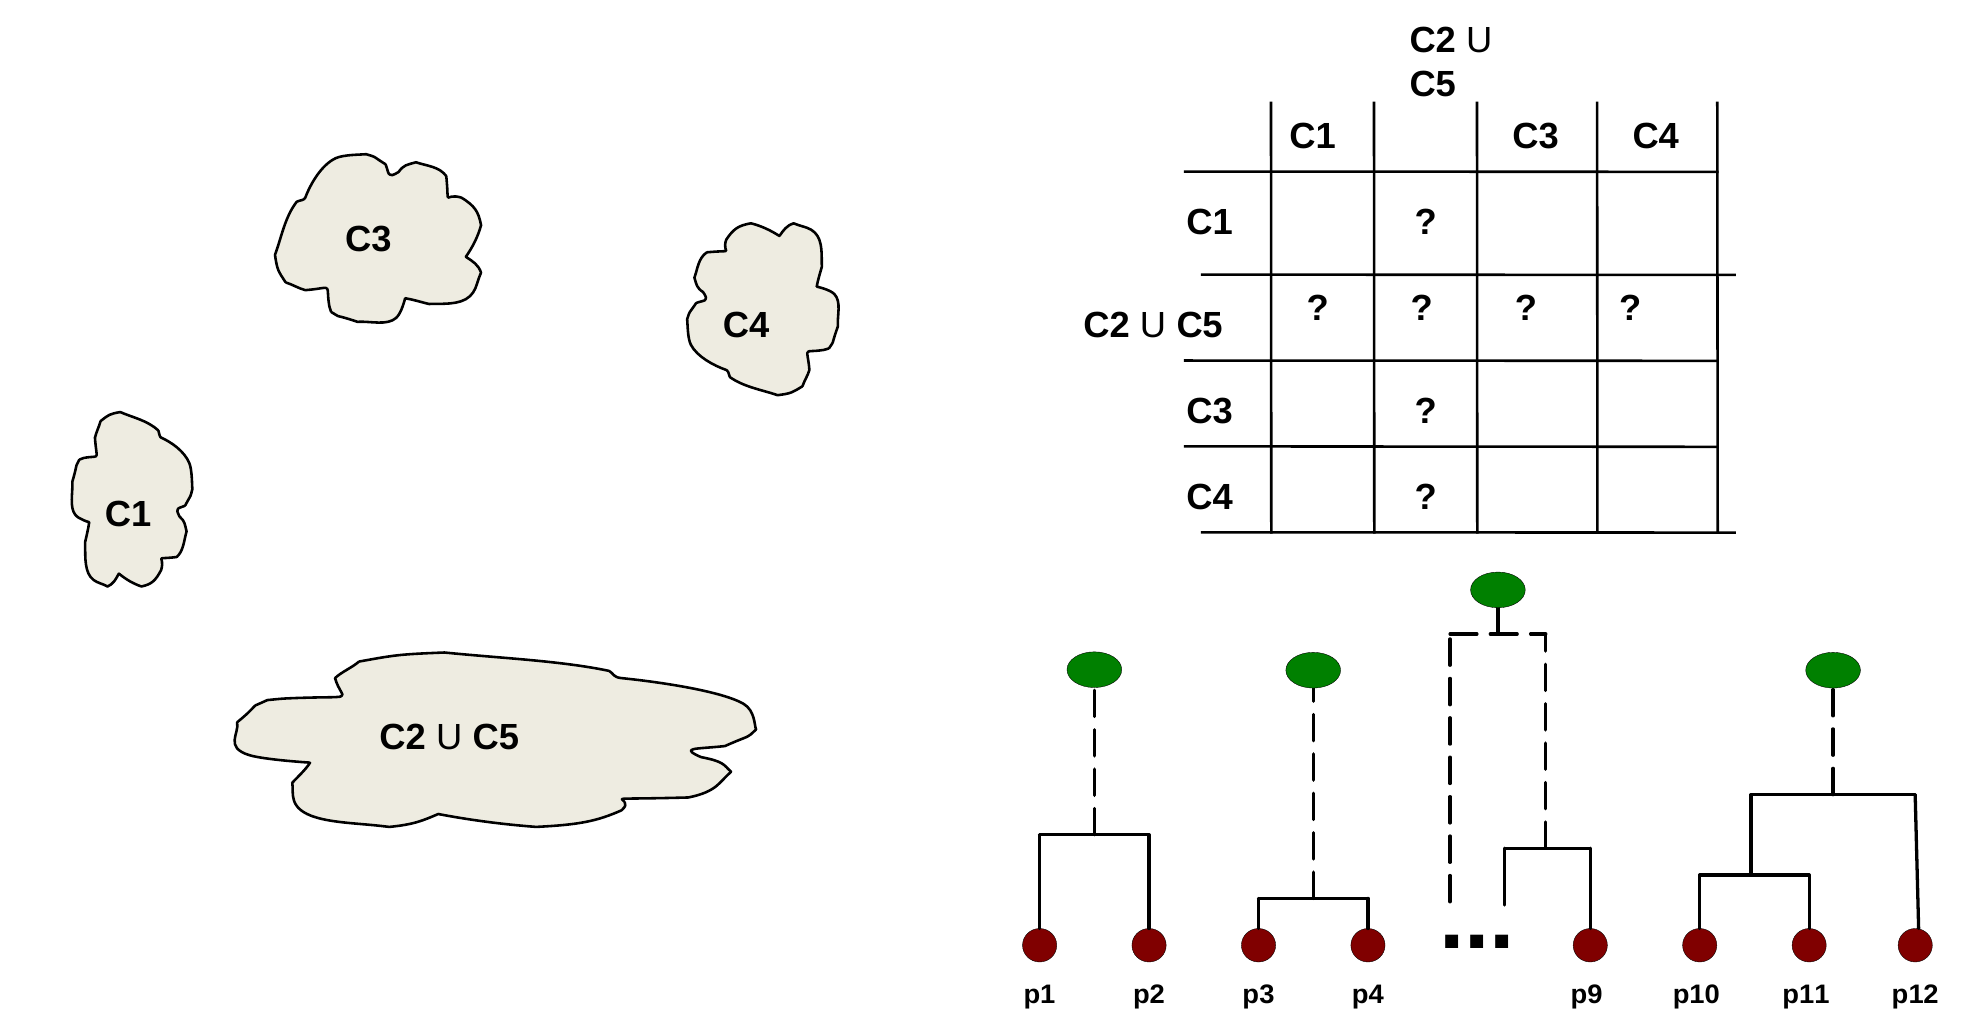 C2 U
C5
C1 C3 C4
C3
C1 ?
C4
C2 U C5 ? ? ? ?
C3 ?
C1
C4 ?
C2 U C5
...
p1 p2 p3 p4 p9 p10 p11 p12